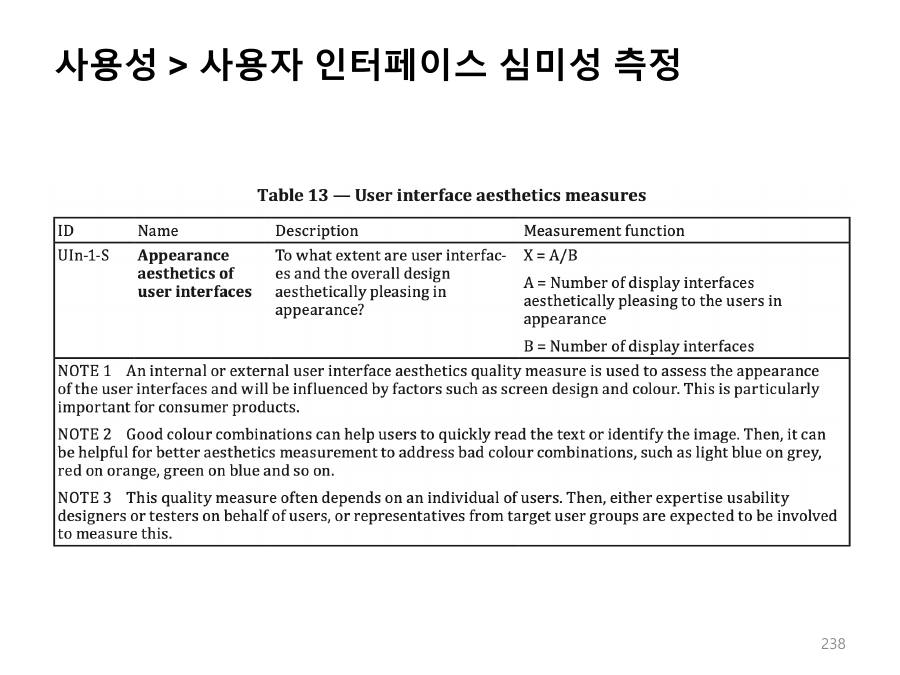 사용성 > 사용자 인터페이스 심미성 측정
Table 13 — User interface aesthetics measures
ID Name Description Measurement function
UIn-1-S Appearance aesthetics of user interfaces
To what extent are user interfac-
es and the overall design
aesthetically pleasing in
appearance?
X = A/B
A = Number of display interfaces
aesthetically pleasing to the users in
appearance
B = Number of display interfaces
NOTE 1 An internal or external user interface aesthetics quality measure is used to assess the appearance
of the user interfaces and will be influenced by factors such as screen design and colour. This is particularly
important for consumer products.
NOTE 2 Good colour combinations can help users to quickly read the text or identify the image. Then, it can
be helpful for better aesthetics measurement to address bad colour combinations, such as light blue on grey,
red on orange, green on blue and so on.
NOTE 3 This quality measure often depends on an individual of users. Then, either expertise usability
designers or testers on behalf of users, or representatives from target user groups are expected to be involved
to measure this.
238